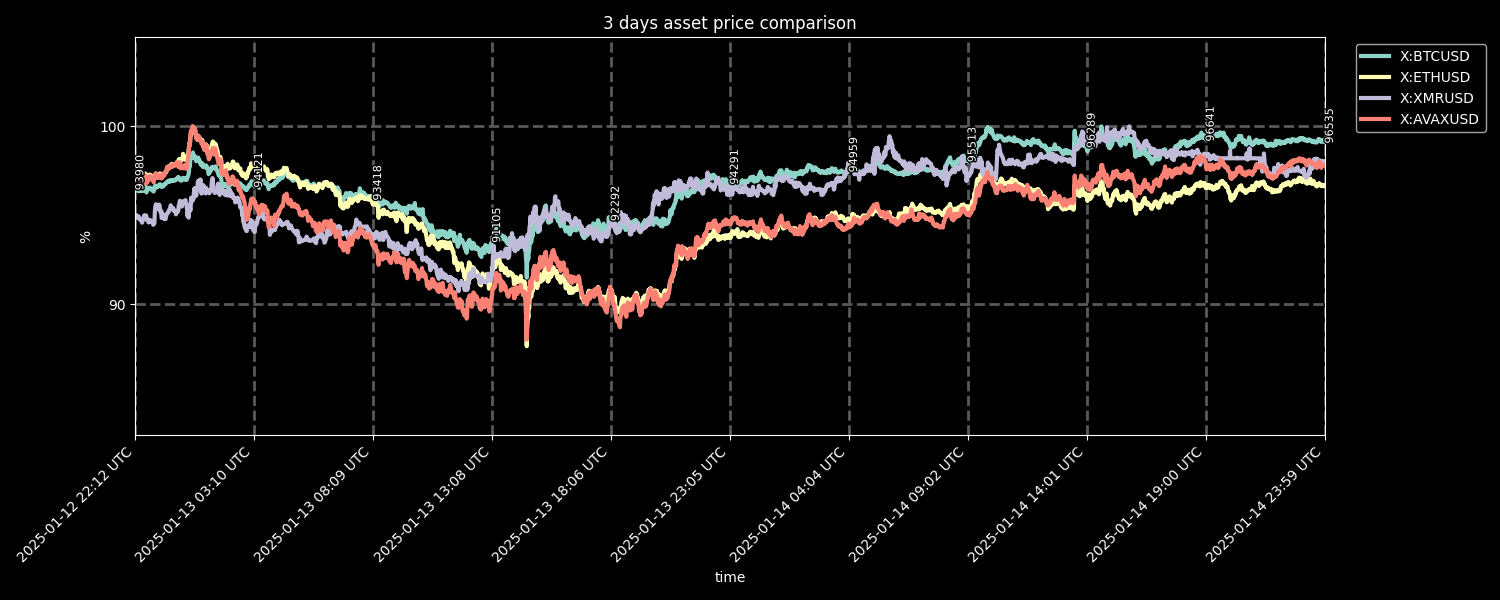 3 days asset price comparison
X:BTCUSD
X:ETHUSD
X:XMRUSD
X:AVAXUSD
100
90
%
93980
94121
93418
91105
92292
94291
94959
95513
96289
96641
96535
2025-01-12 22:12 UTC
2025-01-13 03:10 UTC
2025-01-13 08:09 UTC
2025-01-13 13:08 UTC
2025-01-13 18:06 UTC
2025-01-13 23:05 UTC
2025-01-14 04:04 UTC
2025-01-14 09:02 UTC
2025-01-14 14:01 UTC
2025-01-14 19:00 UTC
2025-01-14 23:59 UTC
time